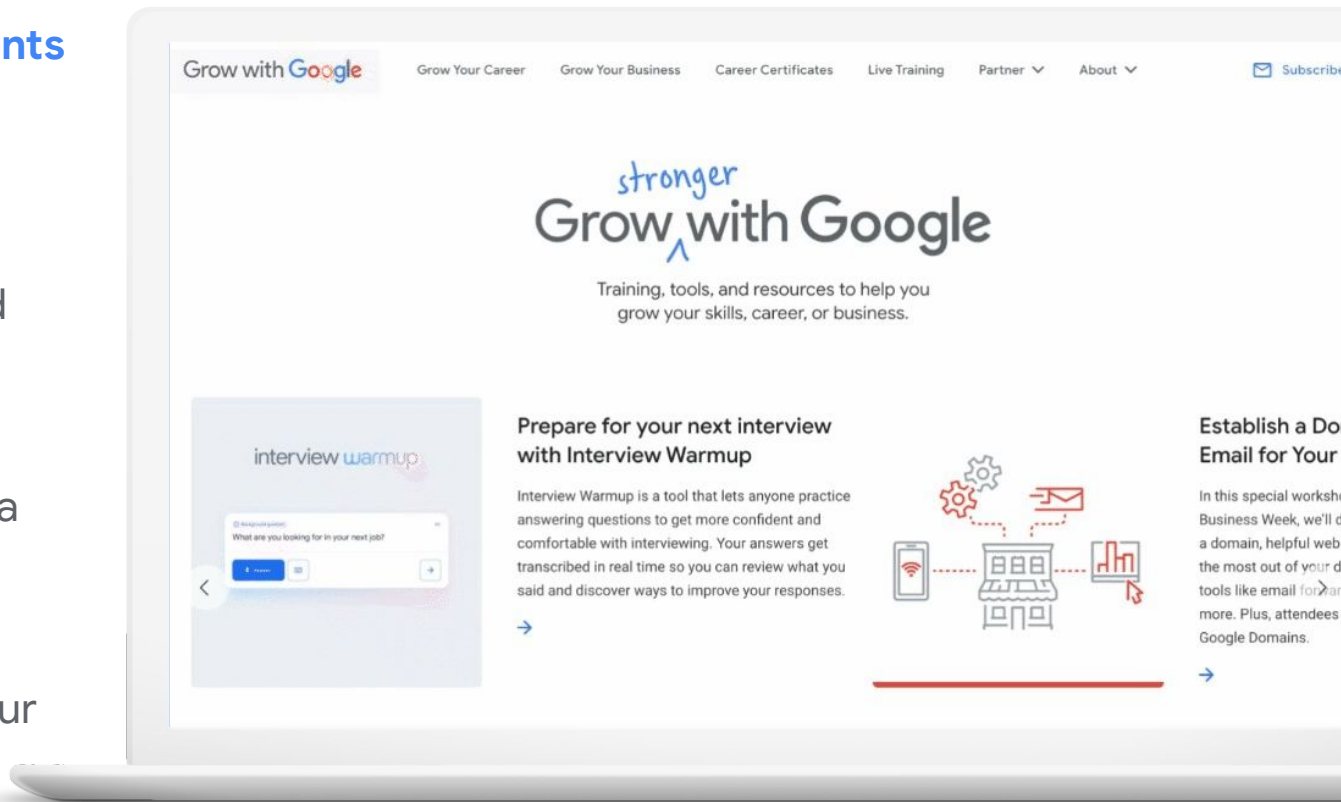 nts
d
a
ur
Grow with Google
Grow Your Career
Grow Your Business
Career Certificates
Live Training
Partner
About
Subscribe
stronger
Grow with Google
Training, tools, and resources to help you
grow your skills, career, or business.
interview warmup
What are you looking for in your next job?
Prepare for your next interview
with Interview Warmup
Interview Warmup is a tool that lets anyone practice
answering questions to get more confident and
comfortable with interviewing. Your answers get
transcribed in real time so you can review what you
said and discover ways to improve your responses.
Establish a Do
Email for Your
In this special worksh
Business Week, we'll d
a domain, helpful web
the most out of your d
tools like email forwar
more. Plus, attendees
Google Domains.